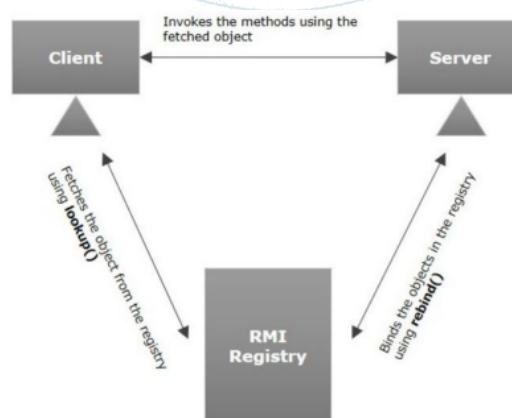 Invokes the methods using the
fetched object
Client
Server
Fetches the object from the registry
using lookup()
Binds the objects in the registry
using rebind()
RMI
Registry